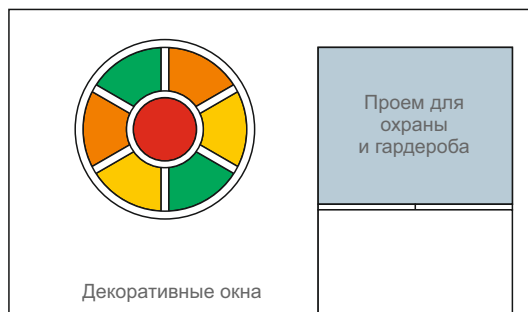 Проем для
охраны
и гардероба
Декоративные окна